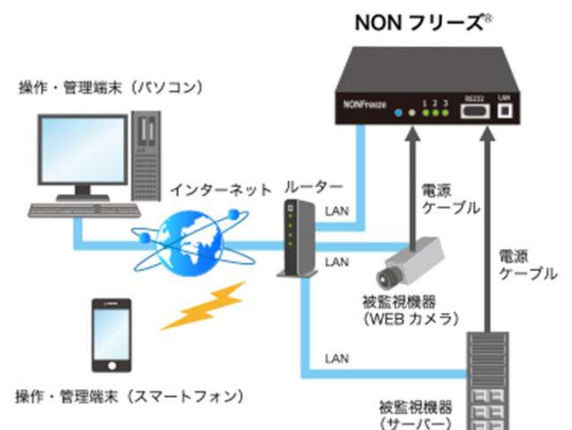 NON フリーズ®
操作・管理端末（パソコン）
NONFreeze
1 2 3
RS232
LAN
インターネット
ルーター
LAN
電源
ケーブル
LAN
電源
ケーブル
被監視機器
（WEB カメラ）
LAN
操作・管理端末（スマートフォン）
被監視機器
（サーバー）